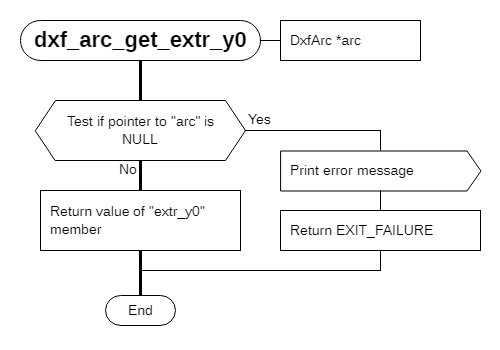 dxf_arc_get_extr_y0
DxfArc *arc
Test if pointer to "arc" is
NULL
Yes
No
Print error message
Return value of "extr_y0"
member
Return EXIT_FAILURE
End